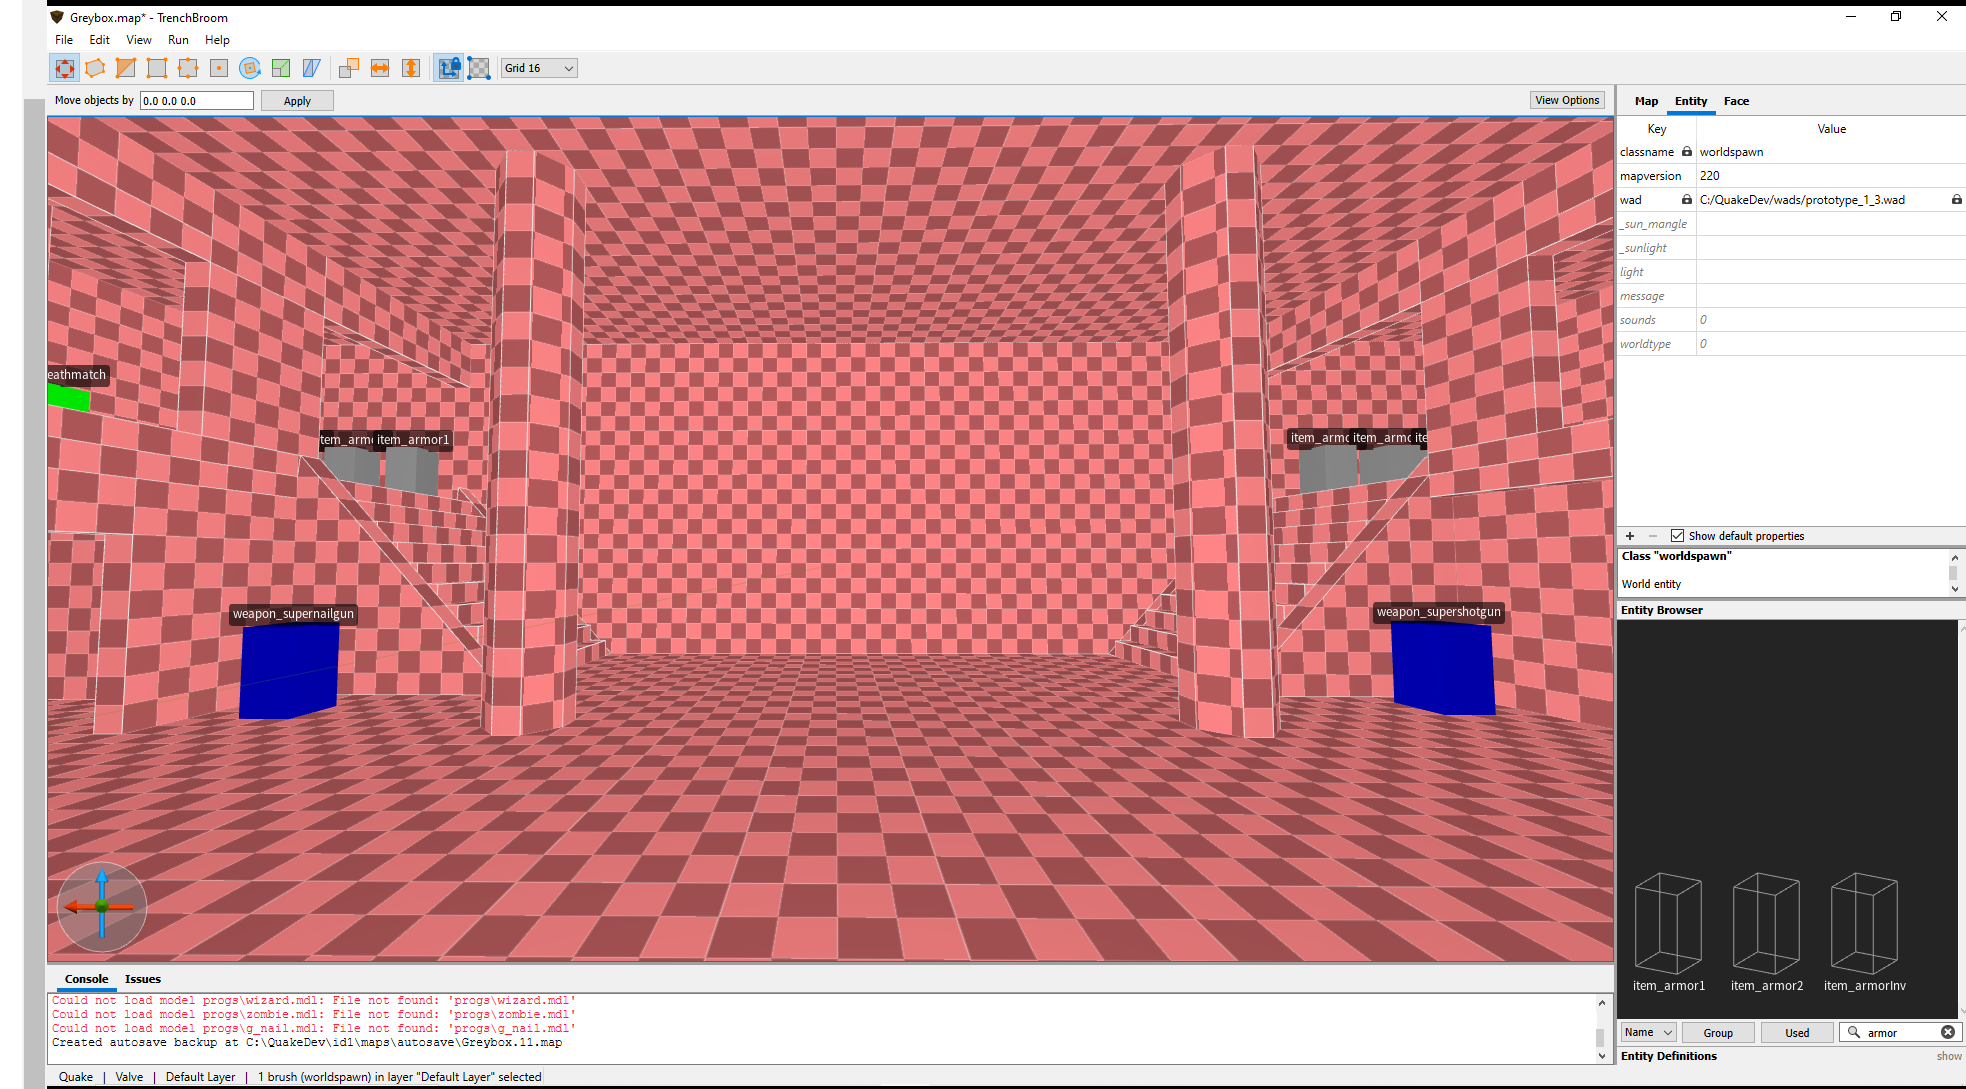 Greybox.map* - TrenchBroom
File Edit View Run Help
Grid 16
Move objects by 0.0 0.0 0.0 Apply View Options
Map Entity Face
Key Value
classname worldspawn
mapversion 220
wad C:/QuakeDev/wads/prototype_1_3.wad
_sun_mangle
_sunlight
light
message
sounds 0
worldtype 0
eathmatch
item_armor1
weapon_supernailgun
weapon_supershotgun
+ - Show default properties
Class "worldspawn"
World entity
Entity Browser
item_armor1 item_armor2 item_armorInv
Name Group Used armor
Entity Definitions show
Console Issues
Could not load model progs\wizard.mdl: File not found: 'progs\wizard.mdl'
Could not load model progs\zombie.mdl: File not found: 'progs\zombie.mdl'
Could not load model progs\g_nail.mdl: File not found: 'progs\g_nail.mdl'
Created autosave backup at C:\QuakeDev\id1\maps\autosave\Greybox.11.map
Quake | Valve | Default Layer | 1 brush (worldspawn) in layer "Default Layer" selected